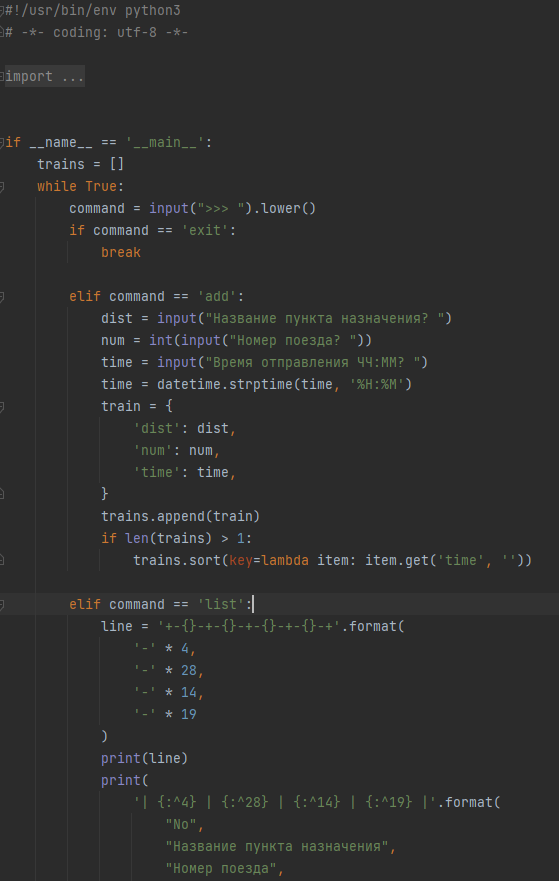 #!/usr/bin/env python3
# -*- coding: utf-8 -*-
import ...
if __name__ == '__main__':
    trains = []
    while True:
        command = input(">>> ").lower()
        if command == 'exit':
            break
        elif command == 'add':
            dist = input("Название пункта назначения? ")
            num = int(input("Номер поезда? "))
            time = input("Время отправления ЧЧ:ММ? ")
            time = datetime.strptime(time, '%H:%M')
            train = {
                'dist': dist,
                'num': num,
                'time': time,
            }
            trains.append(train)
            if len(trains) > 1:
                trains.sort(key=lambda item: item.get('time', ''))
        elif command == 'list':
            line = '+-{}-+-{}-+-{}-+-{}-+'.format(
                '-' * 4,
                '-' * 28,
                '-' * 14,
                '-' * 19
            )
            print(line)
            print(
                '| {:^4} | {:^28} | {:^14} | {:^19} |'.format(
                    "No",
                    "Название пункта назначения",
                    "Номер поезда",